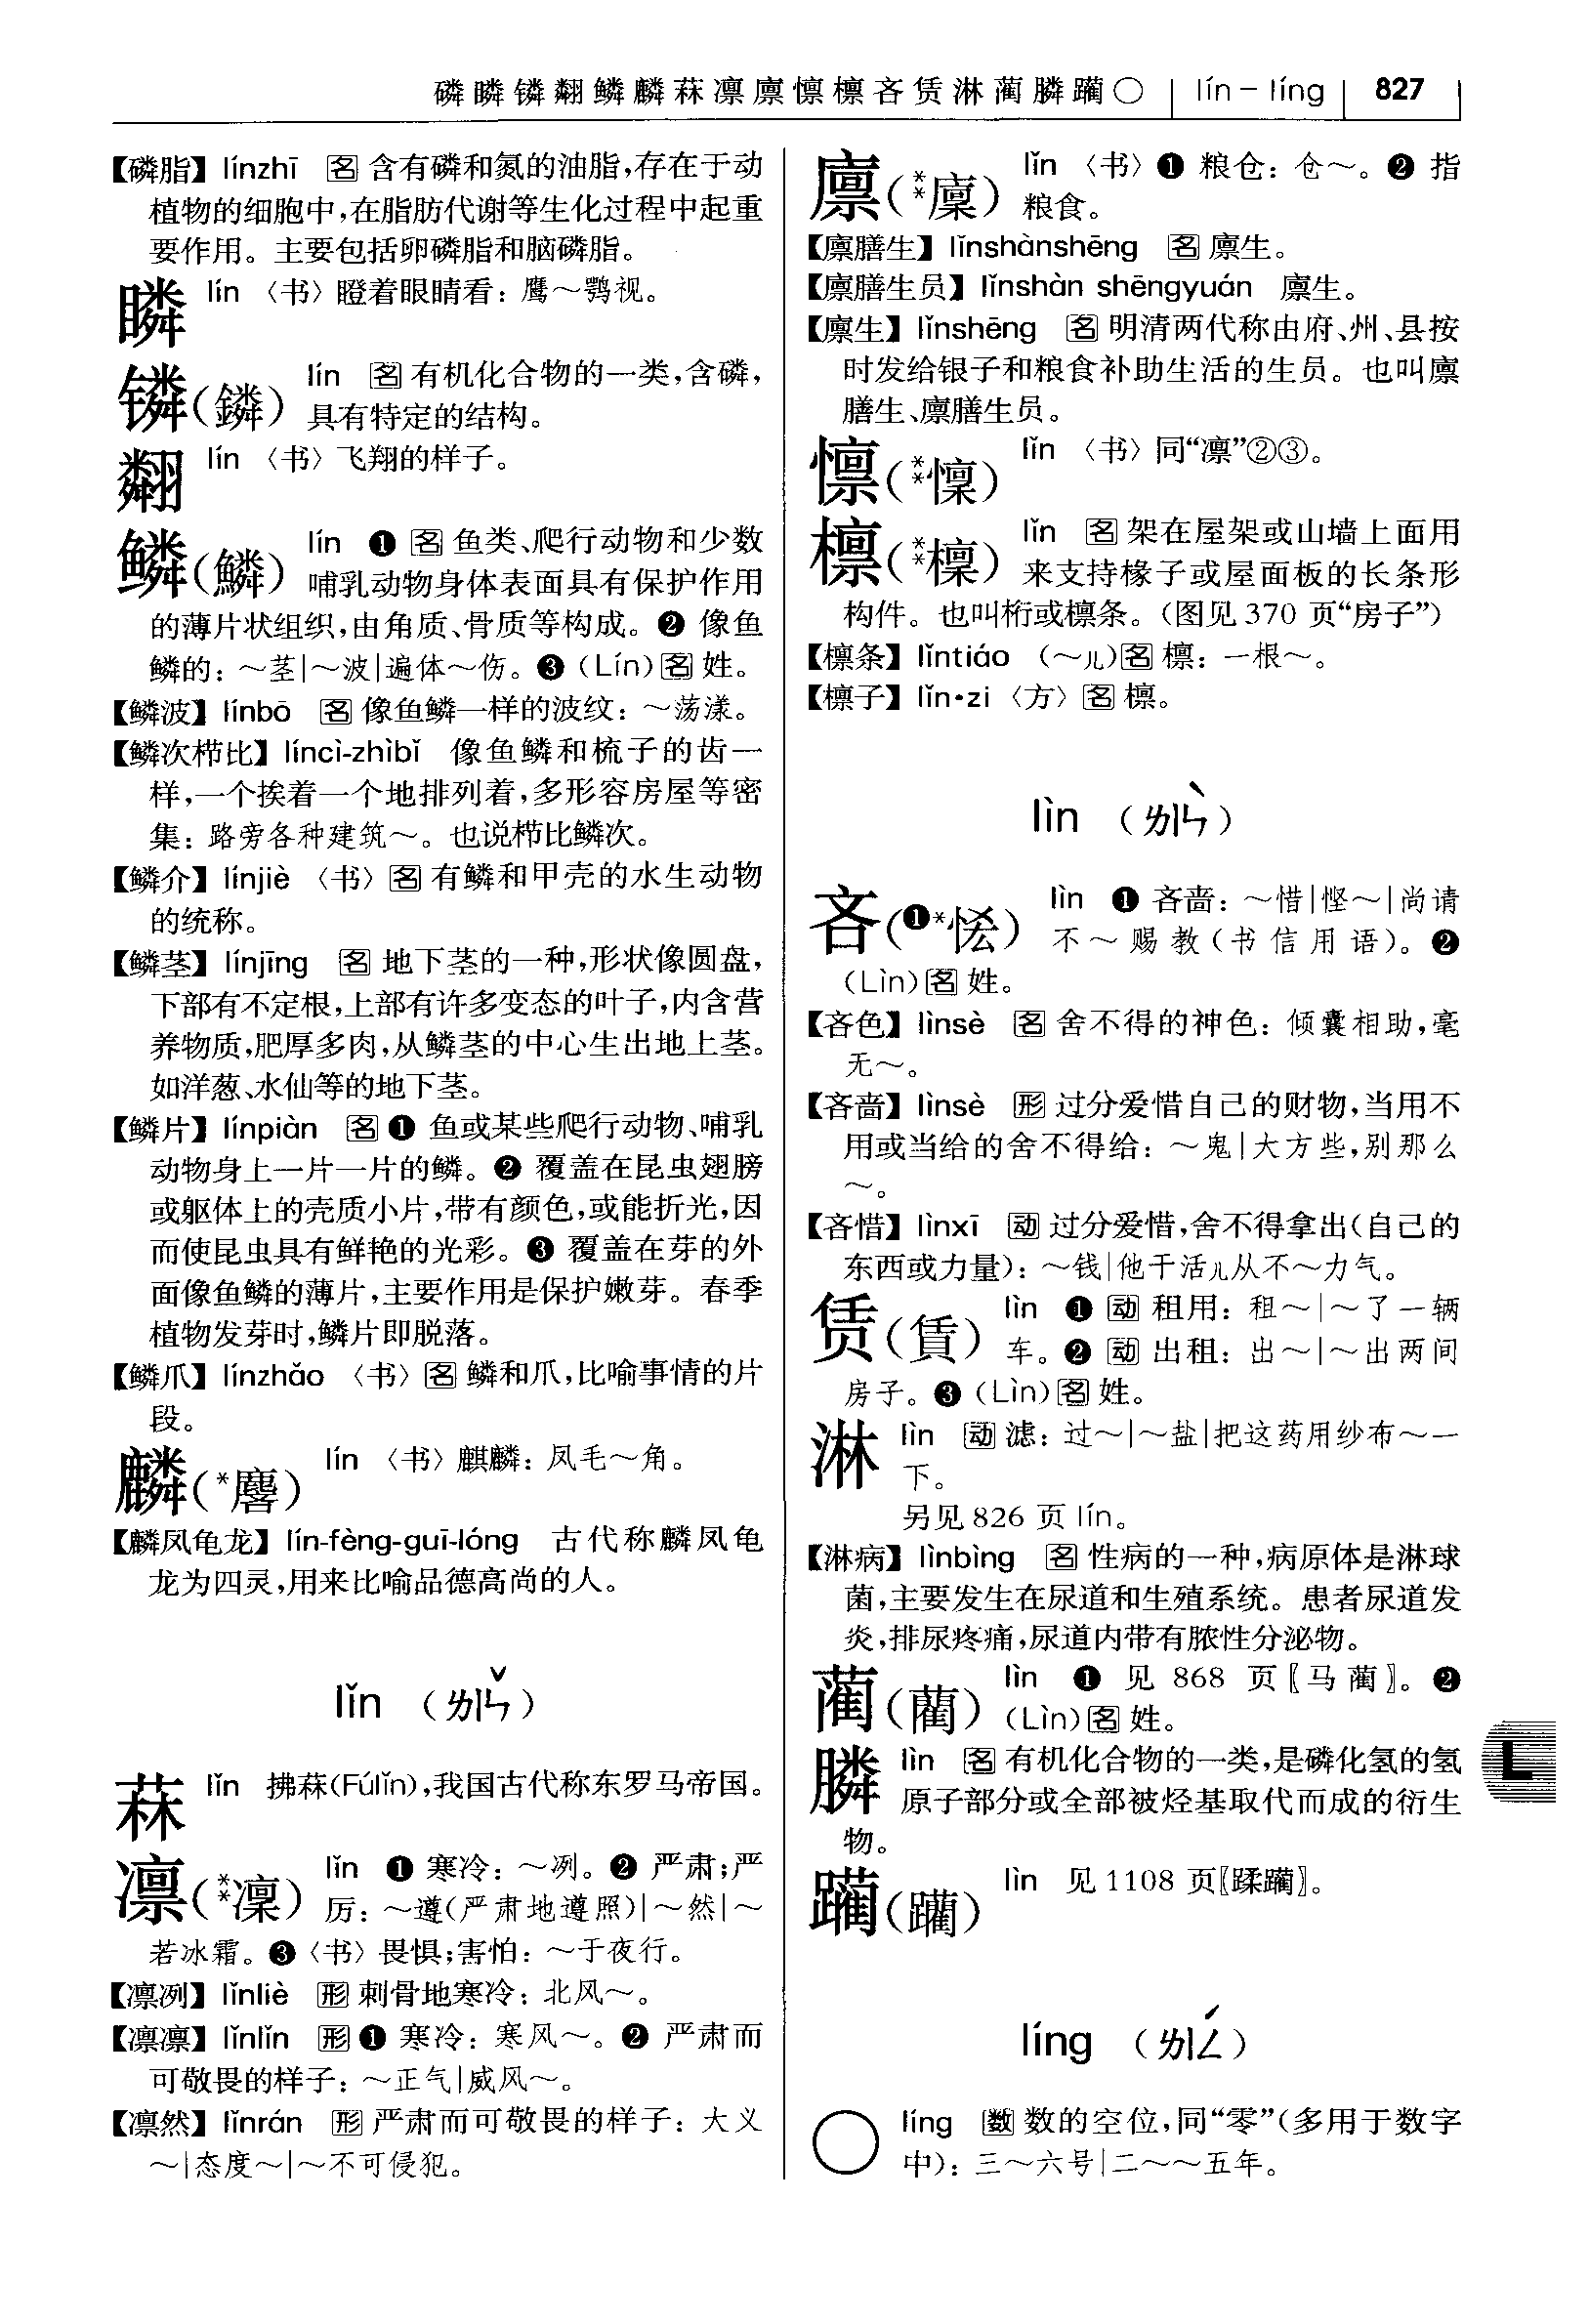 磷瞵長翷鳞麟菻凛廪懔檩吝赁淋蔺膦躏〇 lín-líng 827
【磷脂】línzhī 名 含有磷和氮的油脂,存在于动
植物的细胞中,在脂肪代谢等生化过程中起重
要作用。主要包括卵磷脂和脑磷脂。
瞵 lín 〈书〉瞪着眼睛看:鹰～鹗视。
長(鏻) lín 名 有机化合物的一类,含磷,
具有特定的结构。
翷 lín 〈书〉飞翔的样子。
鳞(鱗) lín ❶ 名 鱼类、爬行动物和少数
哺乳动物身体表面具有保护作用
的薄片状组织,由角质、骨质等构成。❷ 像鱼
鳞的:～茎|～波|遍体～伤。❸(Lín)名 姓。
【鳞波】línbō 名 像鱼鳞一样的波纹:～荡漾。
【鳞次栉比】líncì-zhìbǐ 像鱼鳞和梳子的齿一
样,一个挨着一个地排列着,多形容房屋等密
集:路旁各种建筑～。也说栉比鳞次。
【鳞介】línjiè 〈书〉名 有鳞和甲壳的水生动物
的统称。
【鳞茎】línjīng 名 地下茎的一种,形状像圆盘,
下部有不定根,上部有许多变态的叶子,内含营
养物质,肥厚多肉,从鳞茎的中心生出地上茎。
如洋葱、水仙等的地下茎。
【鳞片】línpiàn 名 ❶ 鱼或某些爬行动物、哺乳
动物身上一片一片的鳞。❷ 覆盖在昆虫翅膀
或躯体上的壳质小片,带有颜色,或能折光,因
而使昆虫具有鲜艳的光彩。❸ 覆盖在芽的外
面像鱼鳞的薄片,主要作用是保护嫩芽。春季
植物发芽时,鳞片即脱落。
【鳞爪】línzhǎo 〈书〉名 鳞和爪,比喻事情的片
段。
麟(*麐) lín 〈书〉麒麟:凤毛～角。
【麟凤龟龙】lín-fèng-guī-lóng 古代称麟凤龟
龙为四灵,用来比喻品德高尚的人。
lǐn (ㄌㄧㄣˇ)
菻 lǐn 拂菻(Fúlǐn),我国古代称东罗马帝国。
凛(**凜) lǐn ❶ 寒冷:～冽。❷ 严肃;严
厉:～遵(严肃地遵照)|～然|～
若冰霜。❸〈书〉畏惧;害怕:～于夜行。
【凛冽】lǐnliè 形 刺骨地寒冷:北风～。
【凛凛】lǐnlǐn 形 ❶ 寒冷:寒风～。❷ 严肃而
可敬畏的样子:～正气|威风～。
【凛然】lǐnrán 形 严肃而可敬畏的样子:大义
～|态度～|～不可侵犯。
廪(**廩) lǐn 〈书〉❶ 粮仓:仓～。❷ 指
粮食。
【廪膳生】lǐnshànshēng 名 廪生。
【廪膳生员】lǐnshàn shēngyuán 廪生。
【廪生】lǐnshēng 名 明清两代称由府、州、县按
时发给银子和粮食补助生活的生员。也叫廪
膳生、廪膳生员。
懔(**懍) lǐn 〈书〉同“凛”②③。
檩(**檁) lǐn 名 架在屋架或山墙上面用
来支持椽子或屋面板的长条形
构件。也叫桁或檩条。(图见 370 页“房子”)
【檩条】lǐntiáo (～儿)名 檩:一根～。
【檩子】lǐn·zi 〈方〉名 檩。
lìn (ㄌㄧㄣˋ)
吝(❶*恡) lìn ❶ 吝啬:～惜|悭～|尚请
不～赐教(书信用语)。❷
(Lìn)名 姓。
【吝色】lìnsè 名 舍不得的神色:倾囊相助,毫
无～。
【吝啬】lìnsè 形 过分爱惜自己的财物,当用不
用或当给的舍不得给:～鬼|大方些,别那么
～。
【吝惜】lìnxī 动 过分爱惜,舍不得拿出(自己的
东西或力量):～钱|他干活儿从不～力气。
赁(賃) lìn ❶ 动 租用:租～|～了一辆
车。❷ 动 出租:出～|～出两间
房子。❸(Lìn)名 姓。
淋 lìn 动 滤:过～|～盐|把这药用纱布～一
下。
另见 826 页 lín。
【淋病】lìnbìng 名 性病的一种,病原体是淋球
菌,主要发生在尿道和生殖系统。患者尿道发
炎,排尿疼痛,尿道内带有脓性分泌物。
蔺(藺) lìn ❶ 见 868 页〖马蔺〗。❷
(Lìn)名 姓。
膦 lìn 名 有机化合物的一类,是磷化氢的氢
原子部分或全部被烃基取代而成的衍生
物。
躏(躪) lìn 见 1108 页〖蹂躏〗。
líng (ㄌㄧㄥˊ)
〇 líng 数 数的空位,同“零”(多用于数字
中):三～六号|二～～五年。
L